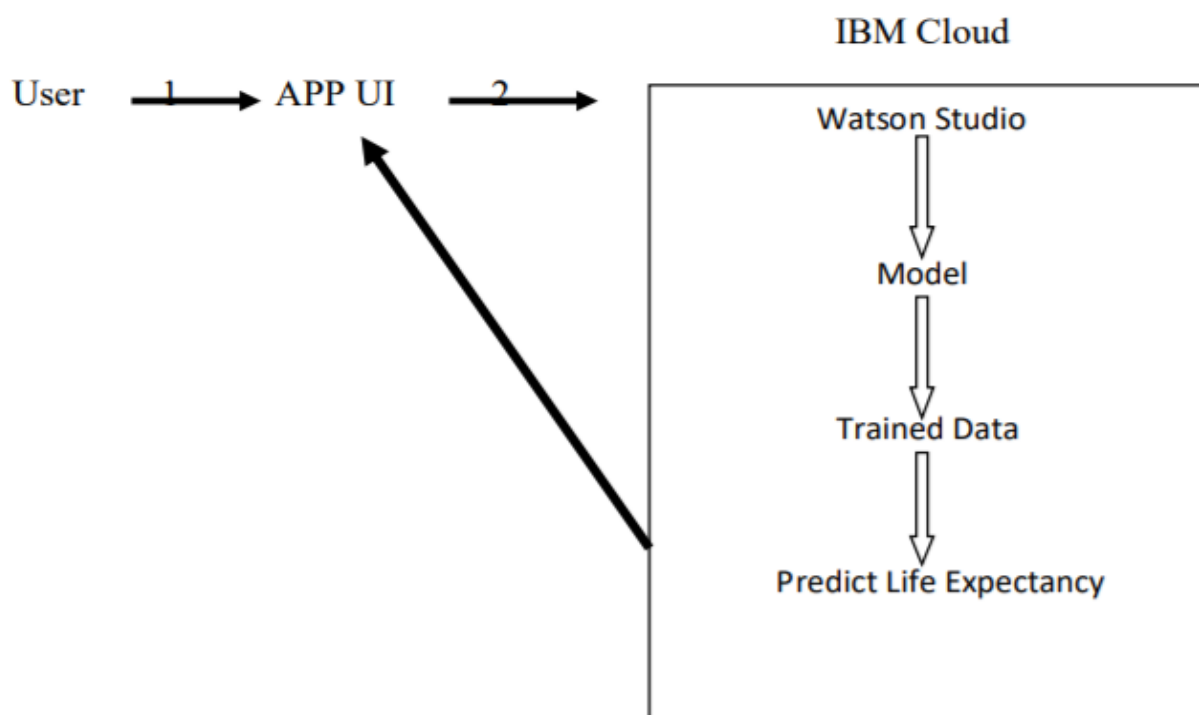 IBM Cloud
User 1 APP UI 2
Watson Studio
Model
Trained Data
Predict Life Expectancy